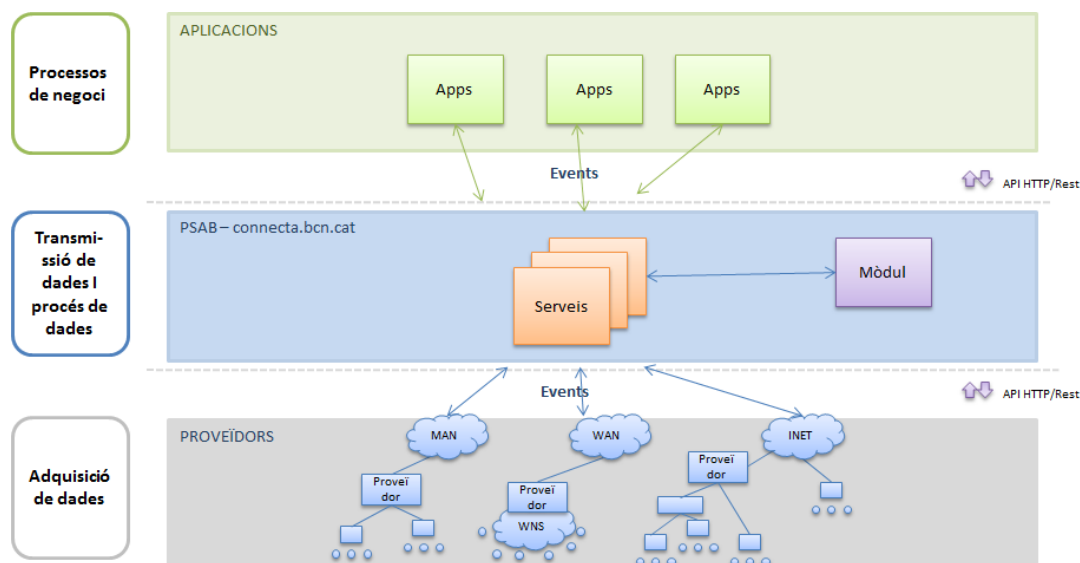 APLICACIONS
Processos
de negoci
Apps
Apps
Apps
Events
API HTTP/Rest
PSAB – connecta.bcn.cat
Transmi-
ssió de
dades I
procés de
dades
Serveis
Mòdul
Events
API HTTP/Rest
PROVEÏDORS
MAN
WAN
INET
Adquisició
de dades
Proveï
dor
Proveï
dor
WNS
Proveï
dor